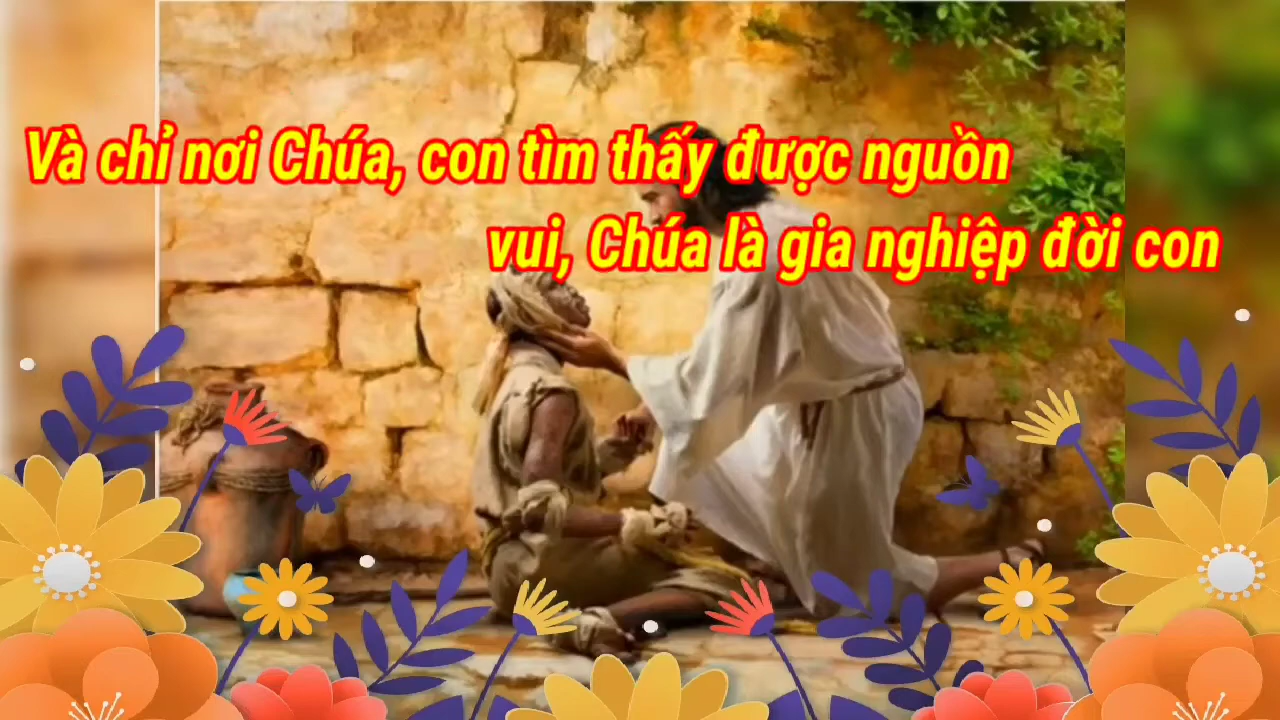 Và chỉ nơi Chúa, con tìm thấy được nguồn
vui, Chúa là gia nghiệp đời con